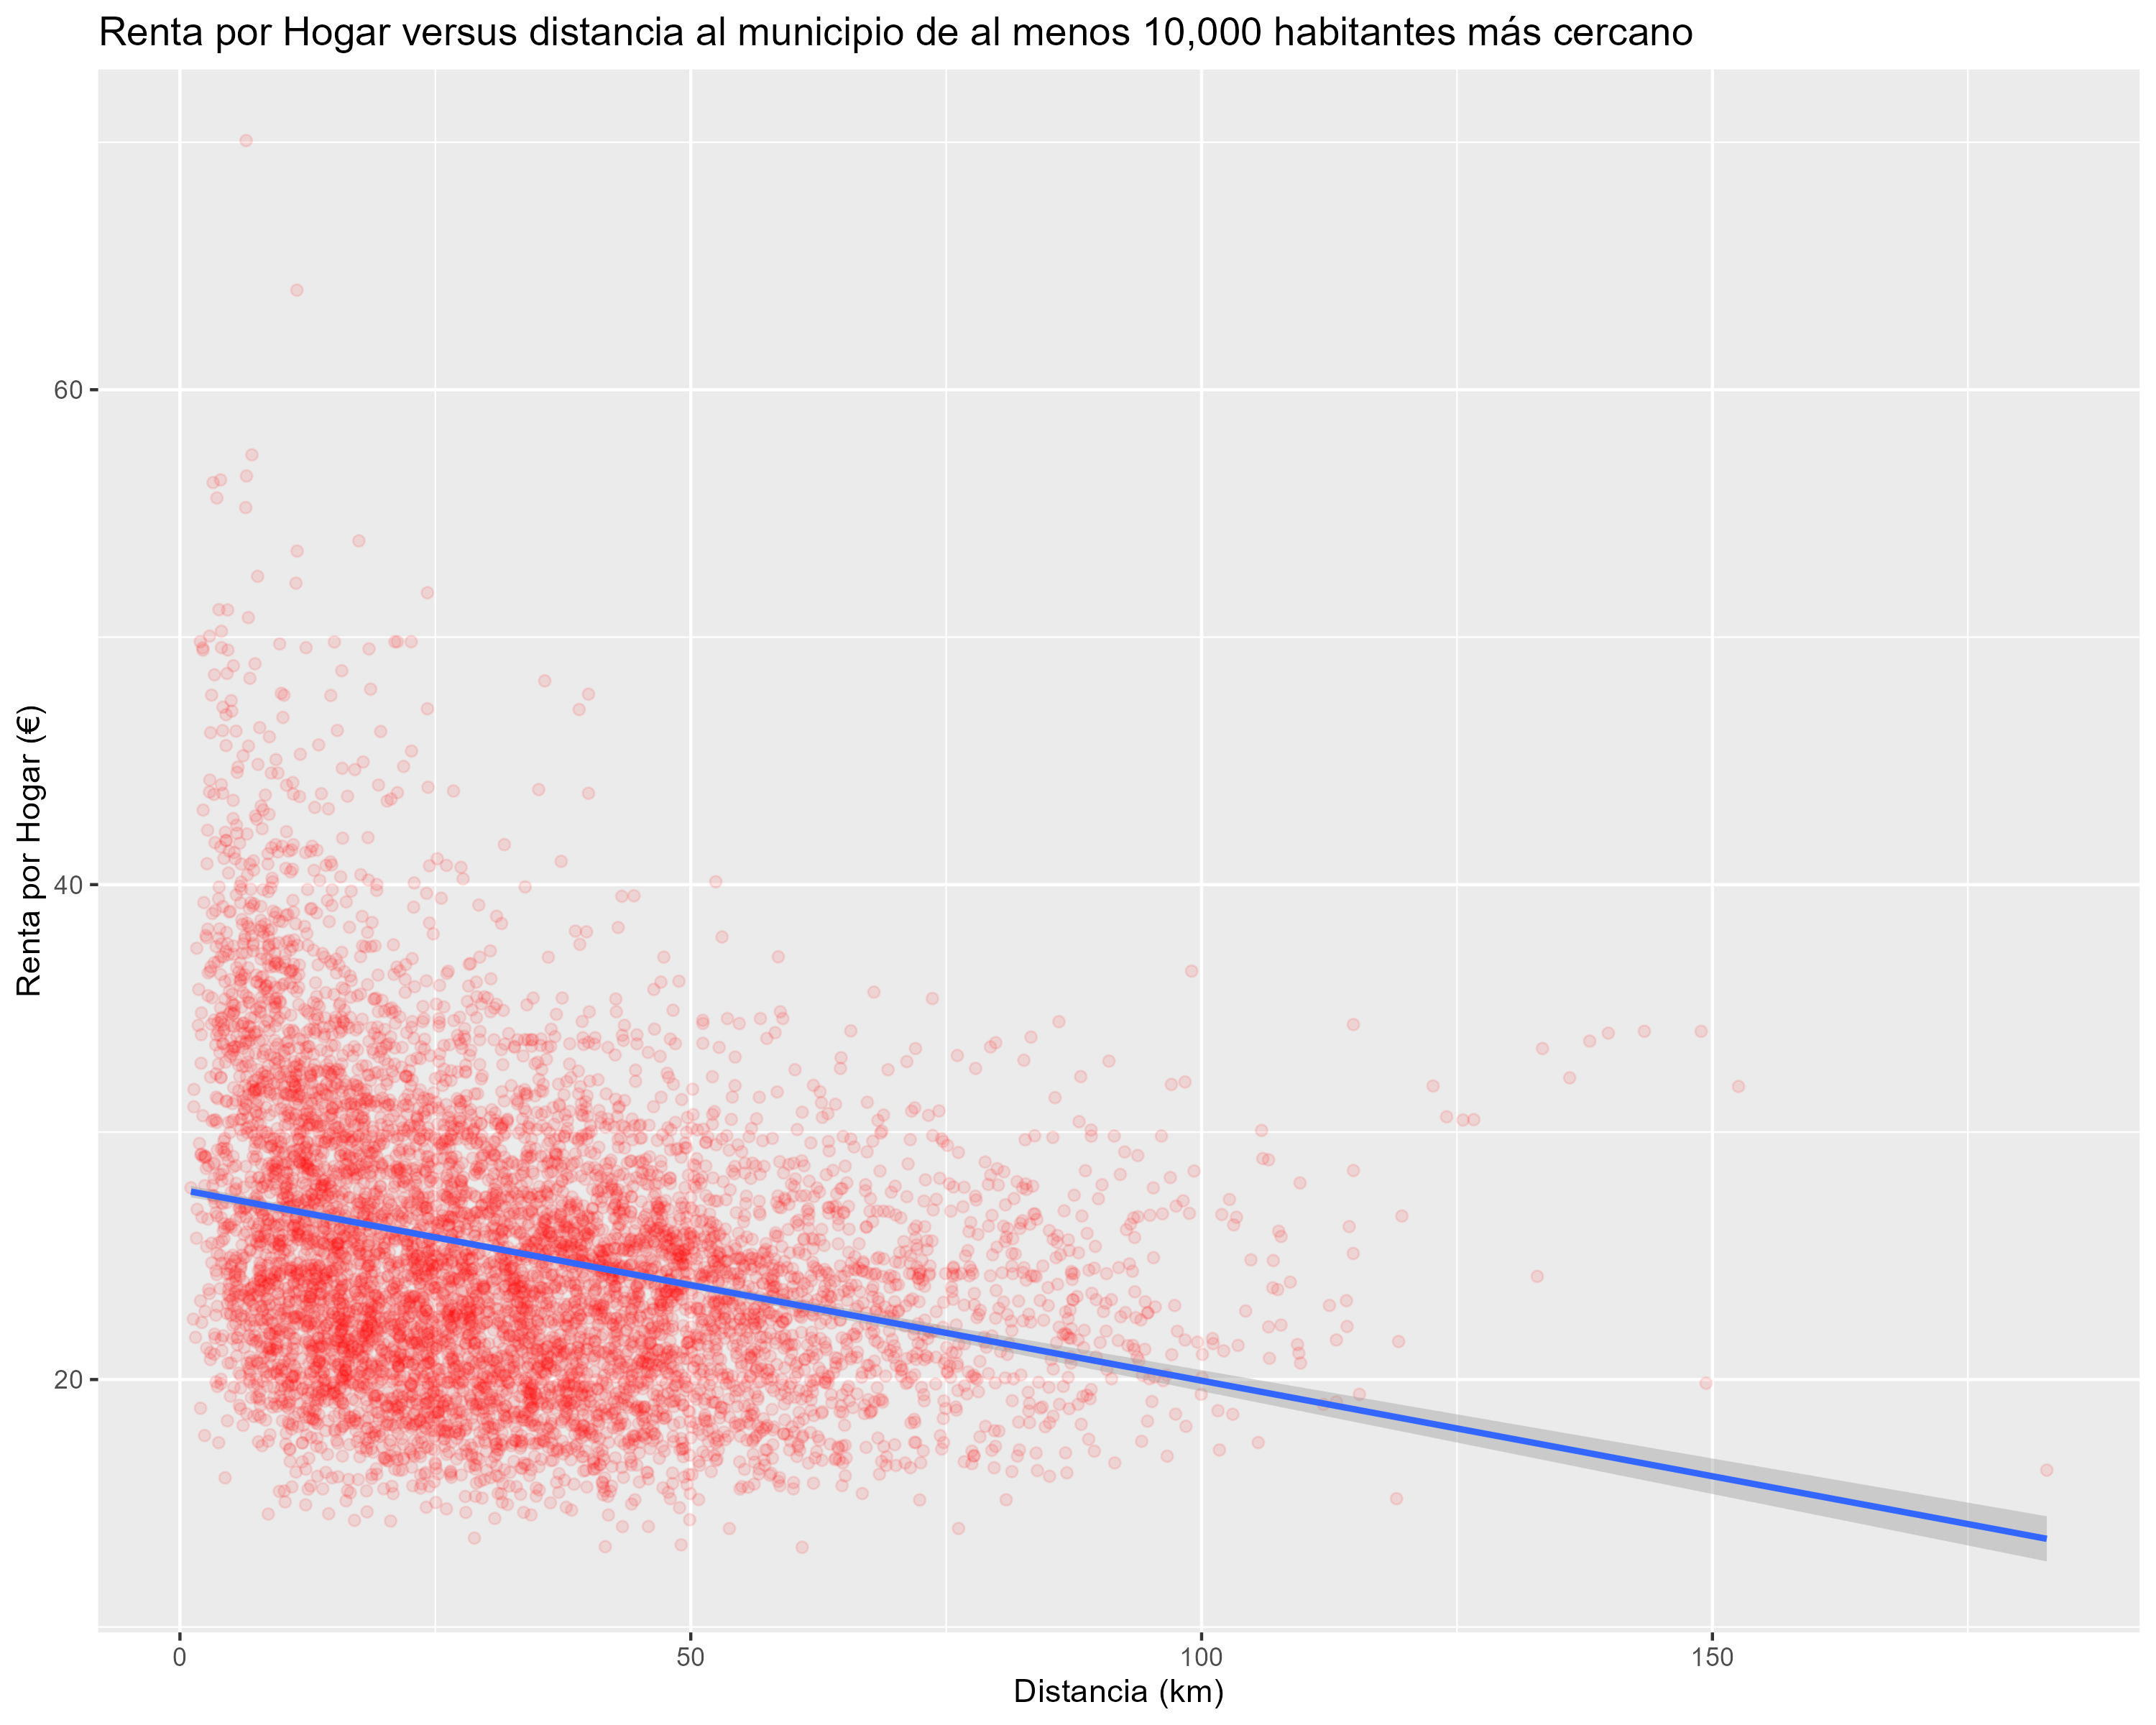 Renta por Hogar versus distancia al municipio de al menos 10,000 habitantes más cercano
Renta por Hogar (€)
60
40
20
0
50
100
150
Distancia (km)